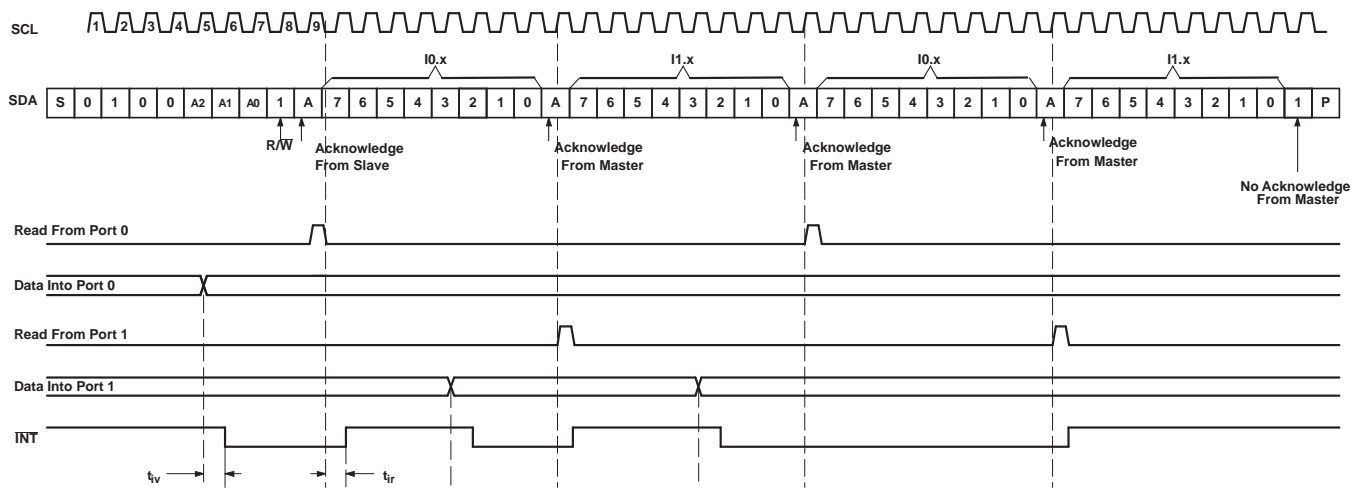 SCL 1 2 3 4 5 6 7 8 9
I0.x I1.x I0.x I1.x
SDA S 0 1 0 0 A2 A1 A0 1 A 7 6 5 4 3 2 1 0 A 7 6 5 4 3 2 1 0 A 7 6 5 4 3 2 1 0 A 7 6 5 4 3 2 1 0 1 P
R/W̅
Acknowledge
From Slave
Acknowledge
From Master
Acknowledge
From Master
Acknowledge
From Master
No Acknowledge
From Master
Read From Port 0
Data Into Port 0
Read From Port 1
Data Into Port 1
I̅N̅T̅
tiv
tir